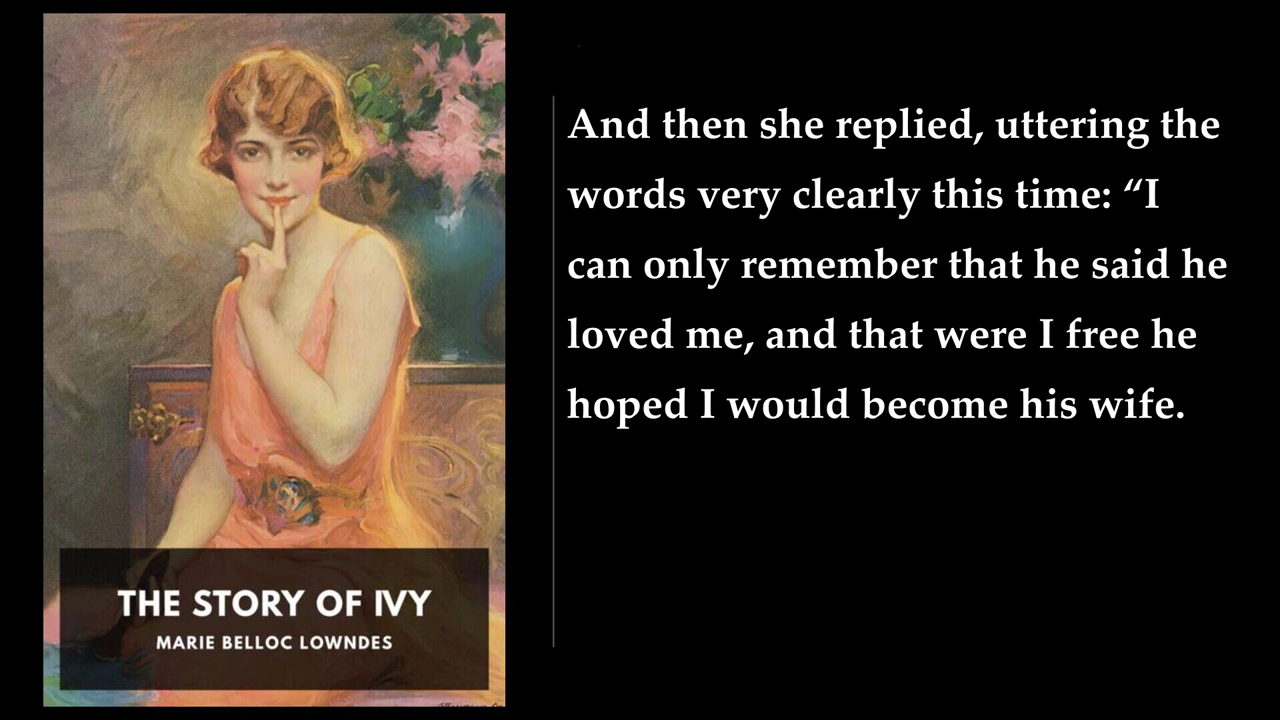 And then she replied, uttering the
words very clearly this time: “I
can only remember that he said he
loved me, and that were I free he
hoped I would become his wife.
THE STORY OF IVY
MARIE BELLOC LOWNDES